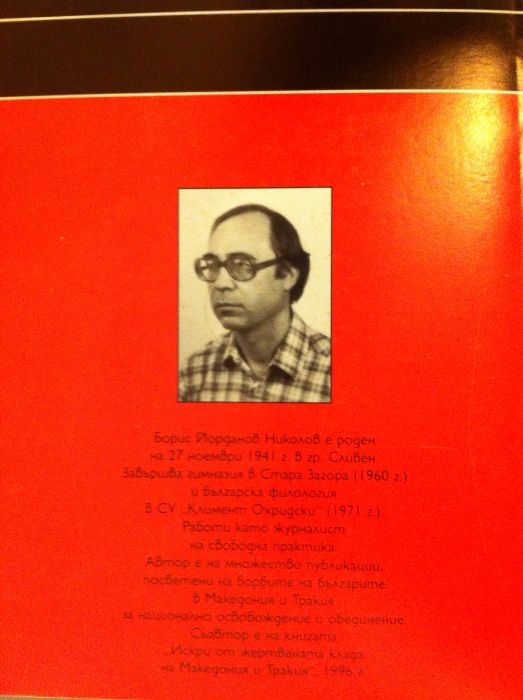 Борис Йорданов Николов е роден
на 27 ноември 1941 г. в гр. Сливен.
Завършва гимназия в Стара Загора (1960 г.)
и българска филология
в СУ „Климент Охридски“ (1971 г.).
Работи като журналист
на свободна практика.
Автор е на множество публикации,
посветени на борбите на българите
в Македония и Тракия
за национално освобождение и обединение.
Съавтор е на книгата
„Искри от жертвената клада
на Македония и Тракия“, 1996 г.